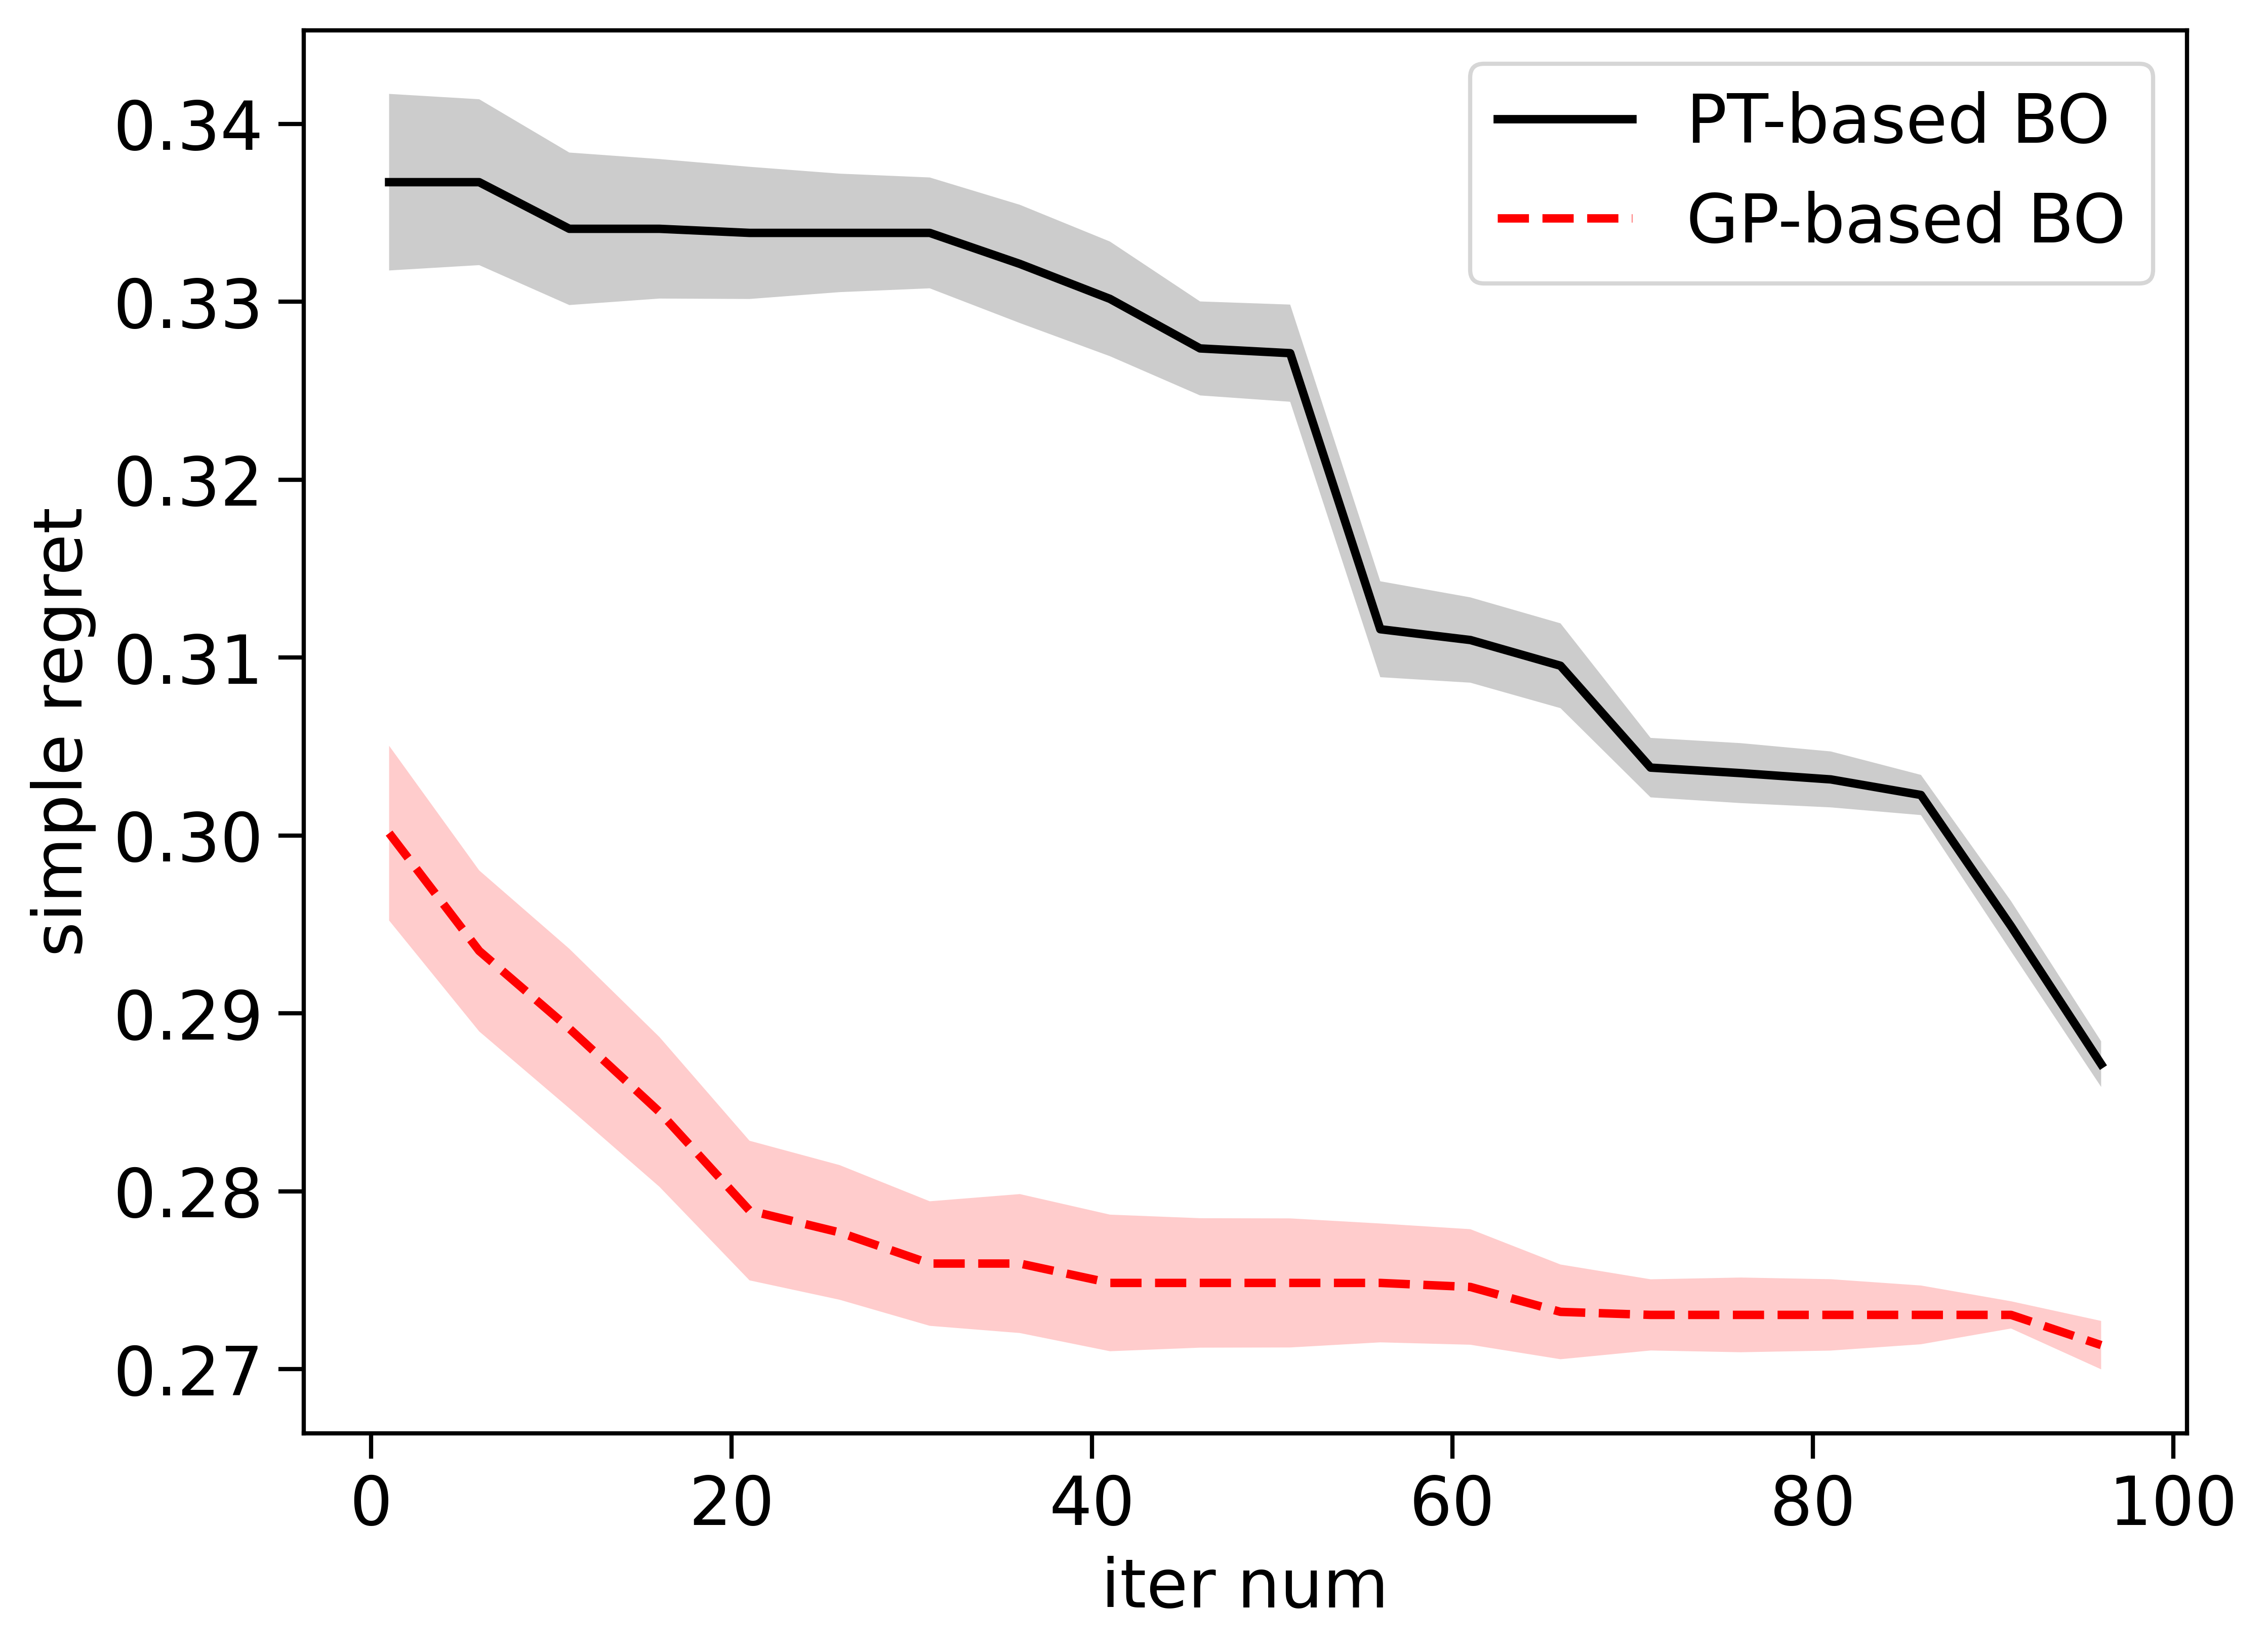 PT-based BO
GP-based BO
0.34
0.33
0.32
0.31
0.30
0.29
0.28
0.27
simple regret
0 20 40 60 80 100
iter num